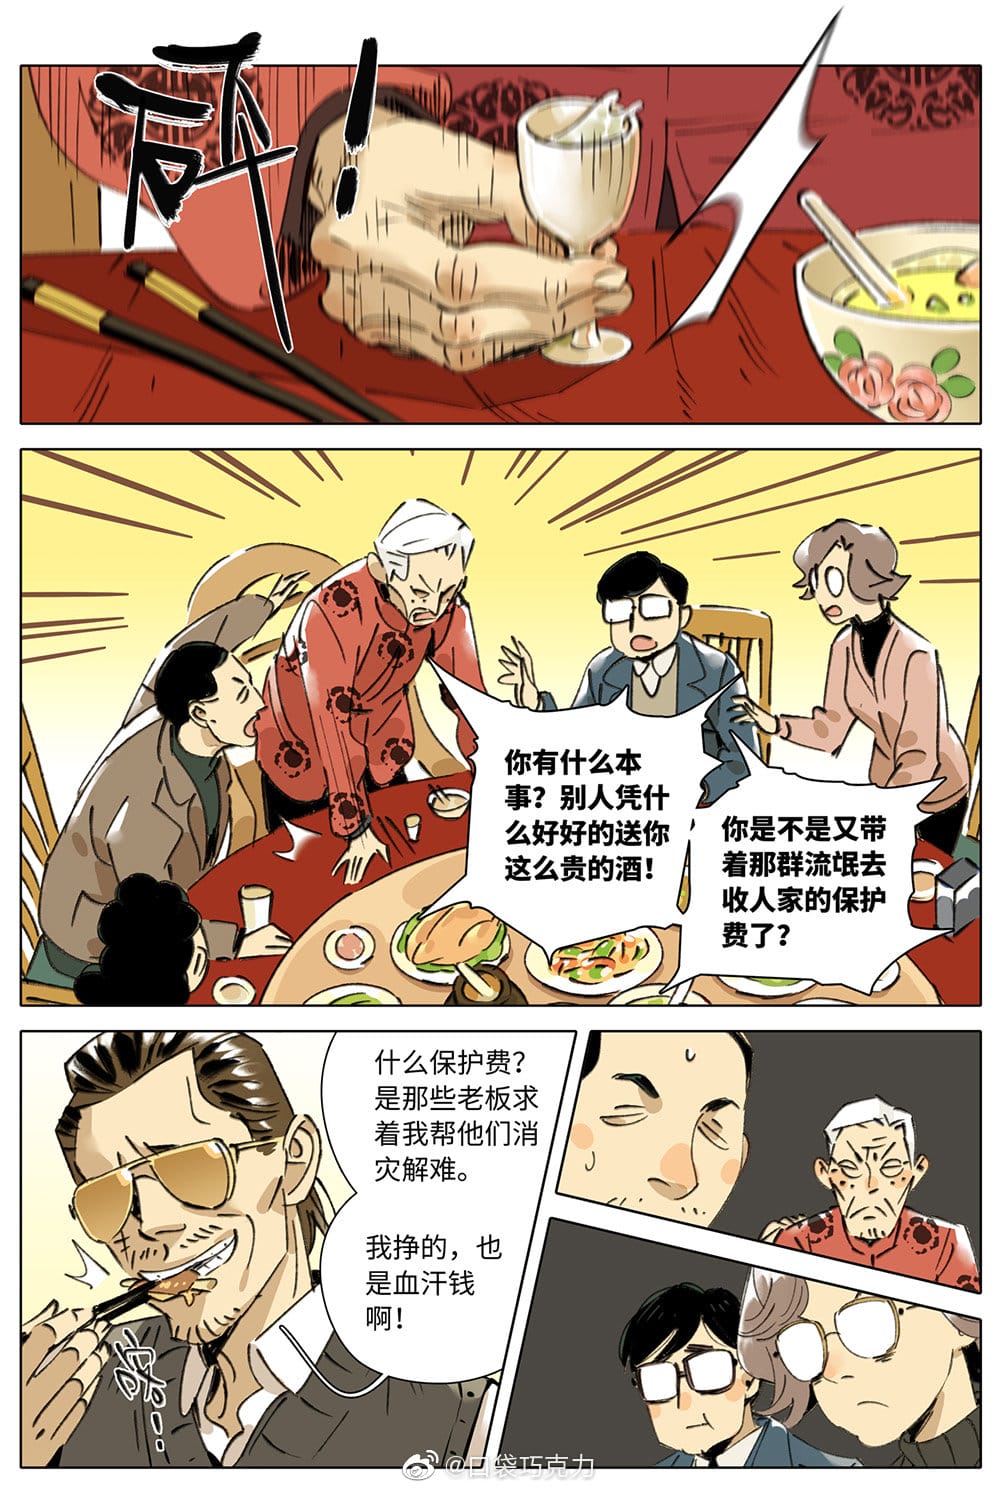 砰！
你有什么本
事？别人凭什
么好好的送你
这么贵的酒！
你是不是又带
着那群流氓去
收人家的保护
费了？
什么保护费？
是那些老板求
着我帮他们消
灾解难。
我挣的，也
是血汗钱
啊！
@口袋巧克力